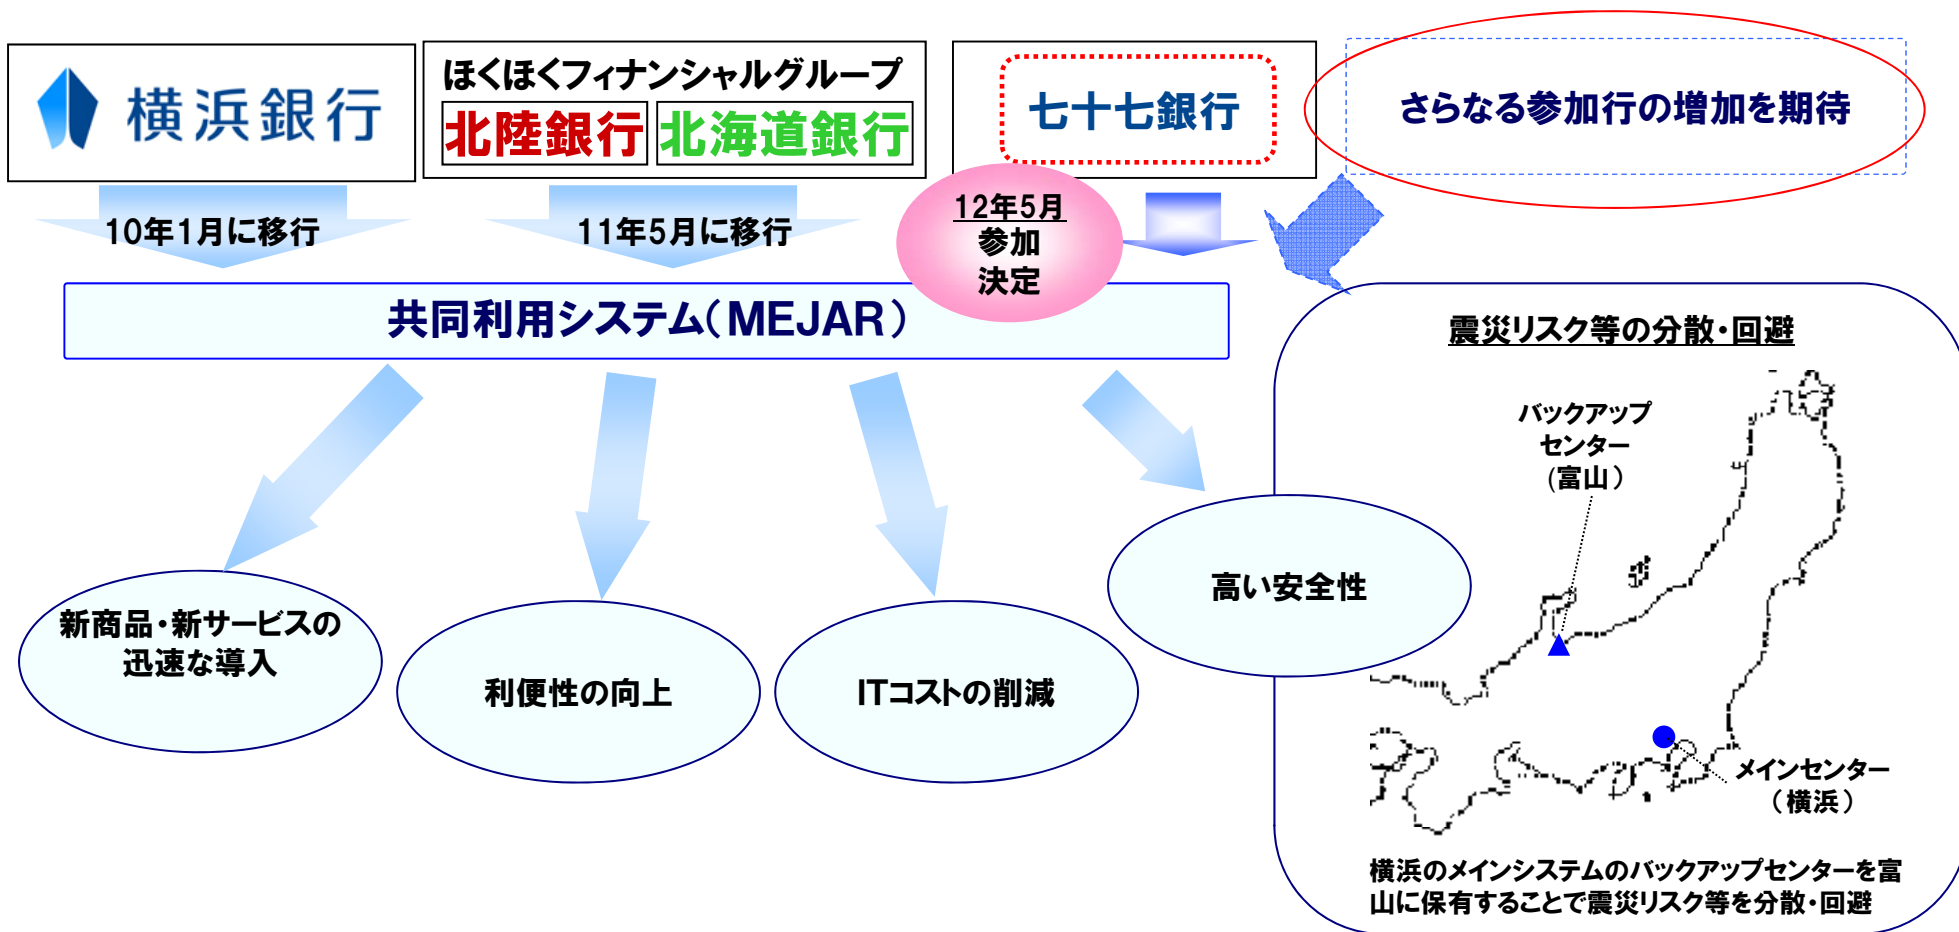 横浜銀行
ほくほくフィナンシャルグループ
北陸銀行 北海道銀行
七十七銀行
さらなる参加行の増加を期待
10年1月に移行
11年5月に移行
12年5月
参加
決定
共同利用システム(MEJAR)
震災リスク等の分散・回避
バックアップ
センター
(富山)
新商品・新サービスの
迅速な導入
利便性の向上
ITコストの削減
高い安全性
メインセンター
(横浜)
横浜のメインシステムのバックアップセンターを富
山に保有することで震災リスク等を分散・回避